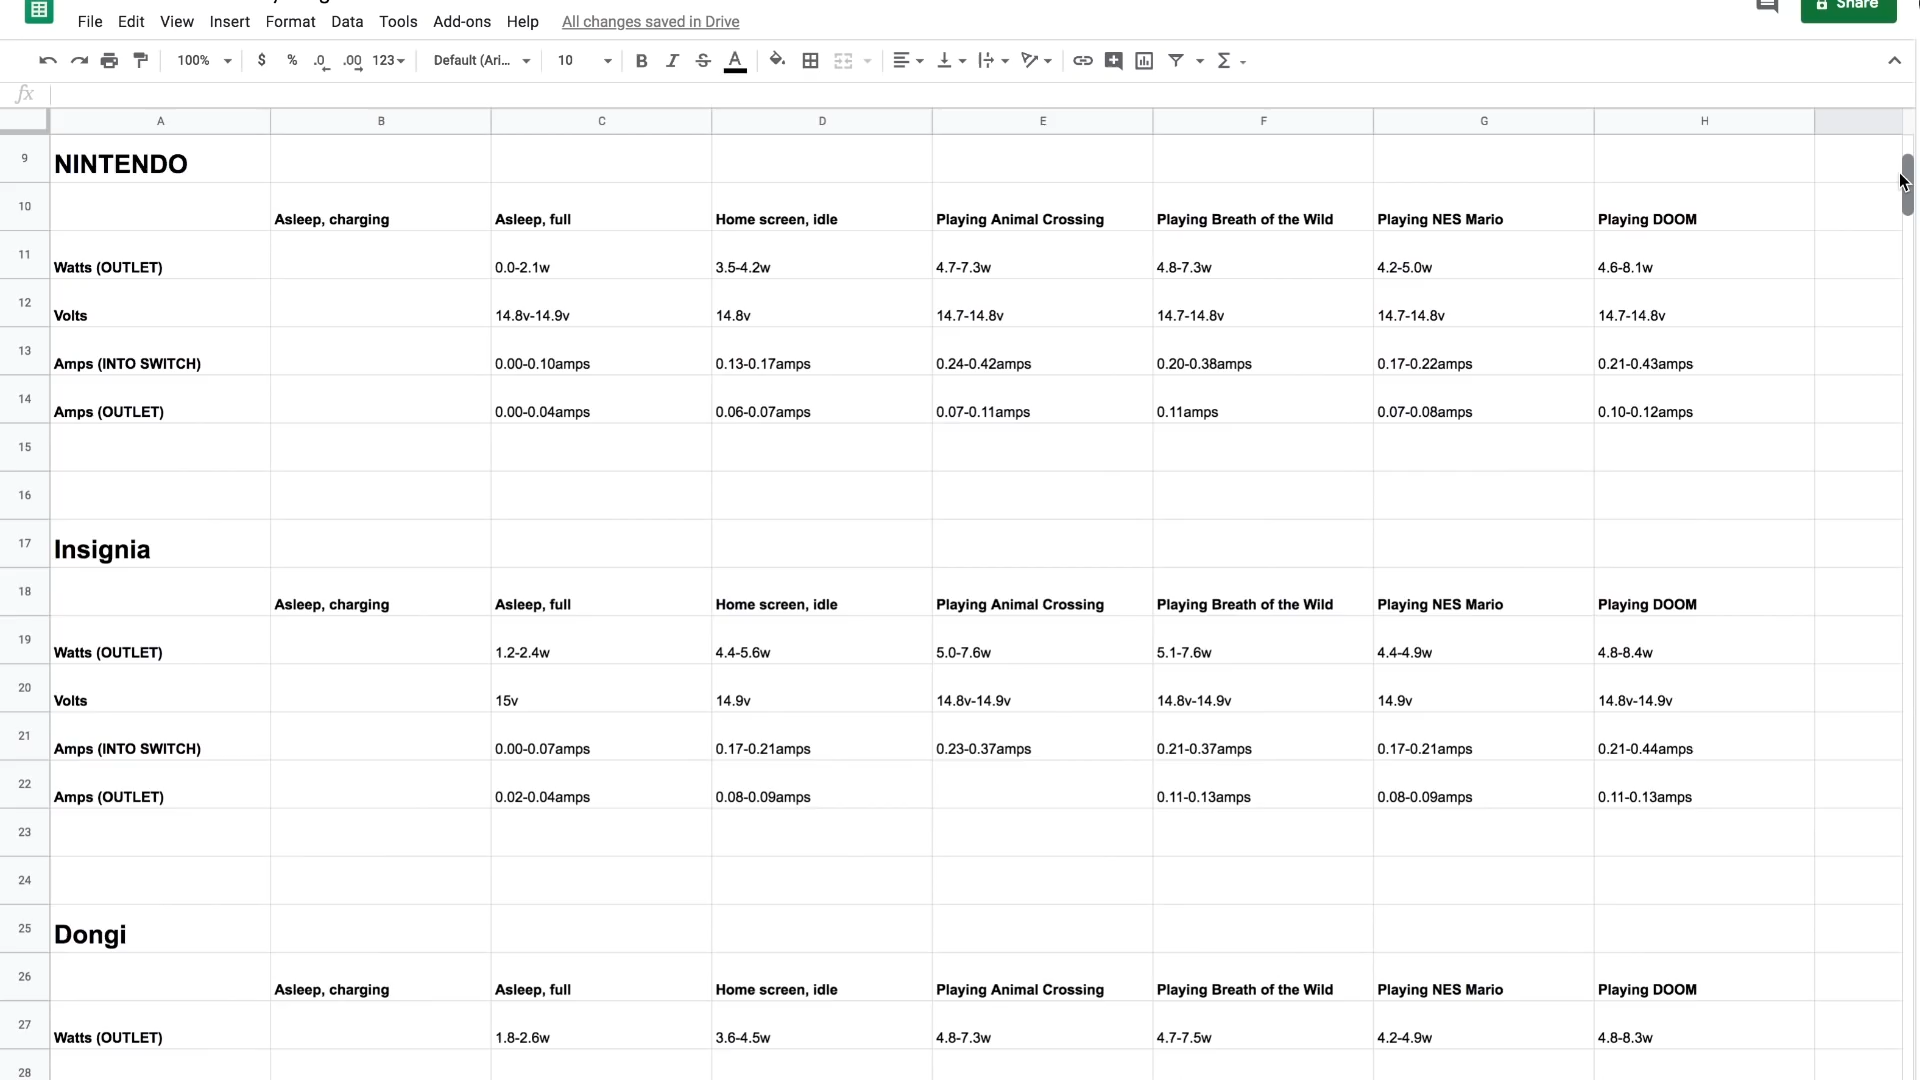 File Edit View Insert Format Data Tools Add-ons Help All changes saved in Drive Share
100% $ % .0 .00 123 Default (Ari... 10 B I S A Σ
fx
A B C D E F G H
9 NINTENDO
10 Asleep, charging Asleep, full Home screen, idle Playing Animal Crossing Playing Breath of the Wild Playing NES Mario Playing DOOM
11 Watts (OUTLET) 0.0-2.1w 3.5-4.2w 4.7-7.3w 4.8-7.3w 4.2-5.0w 4.6-8.1w
12 Volts 14.8v-14.9v 14.8v 14.7-14.8v 14.7-14.8v 14.7-14.8v 14.7-14.8v
13 Amps (INTO SWITCH) 0.00-0.10amps 0.13-0.17amps 0.24-0.42amps 0.20-0.38amps 0.17-0.22amps 0.21-0.43amps
14 Amps (OUTLET) 0.00-0.04amps 0.06-0.07amps 0.07-0.11amps 0.11amps 0.07-0.08amps 0.10-0.12amps
15
16
17 Insignia
18 Asleep, charging Asleep, full Home screen, idle Playing Animal Crossing Playing Breath of the Wild Playing NES Mario Playing DOOM
19 Watts (OUTLET) 1.2-2.4w 4.4-5.6w 5.0-7.6w 5.1-7.6w 4.4-4.9w 4.8-8.4w
20 Volts 15v 14.9v 14.8v-14.9v 14.8v-14.9v 14.9v 14.8v-14.9v
21 Amps (INTO SWITCH) 0.00-0.07amps 0.17-0.21amps 0.23-0.37amps 0.21-0.37amps 0.17-0.21amps 0.21-0.44amps
22 Amps (OUTLET) 0.02-0.04amps 0.08-0.09amps 0.11-0.13amps 0.08-0.09amps 0.11-0.13amps
23
24
25 Dongi
26 Asleep, charging Asleep, full Home screen, idle Playing Animal Crossing Playing Breath of the Wild Playing NES Mario Playing DOOM
27 Watts (OUTLET) 1.8-2.6w 3.6-4.5w 4.8-7.3w 4.7-7.5w 4.2-4.9w 4.8-8.3w
28